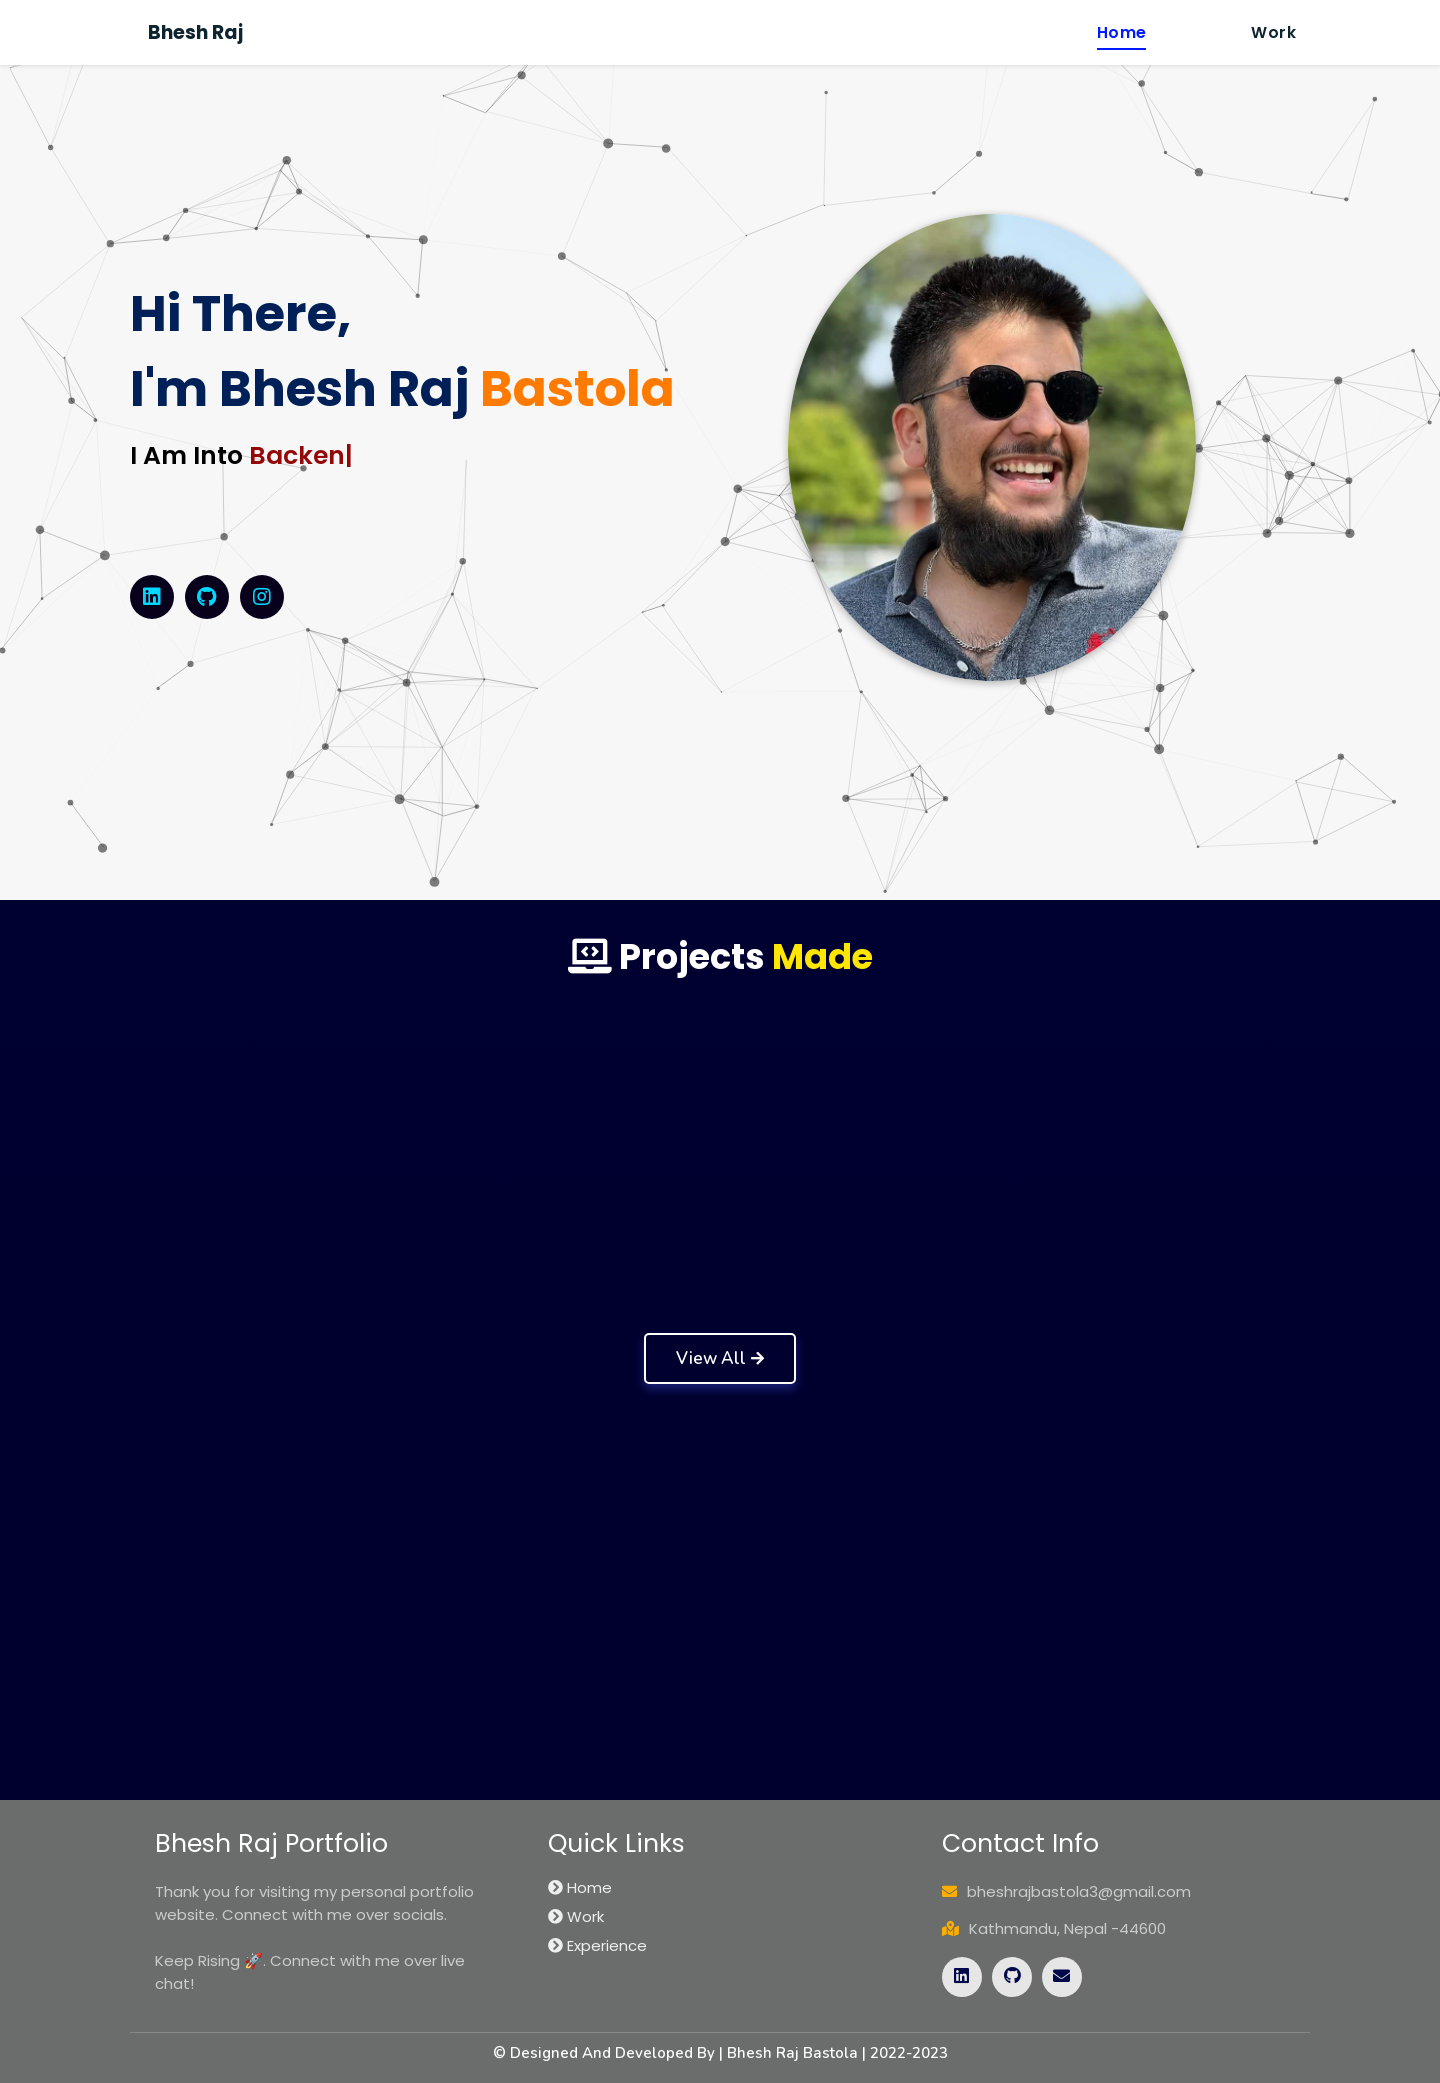 Bhesh Raj
Home
Work
Hi There,
I'm Bhesh Raj Bastola
I Am Into Backen|
Projects Made
View All
Bhesh Raj Portfolio
Thank you for visiting my personal portfolio
website. Connect with me over socials.
Keep Rising 🚀. Connect with me over live
chat!
Quick Links
Home
Work
Experience
Contact Info
bheshrajbastola3@gmail.com
Kathmandu, Nepal -44600
© Designed And Developed By | Bhesh Raj Bastola | 2022-2023